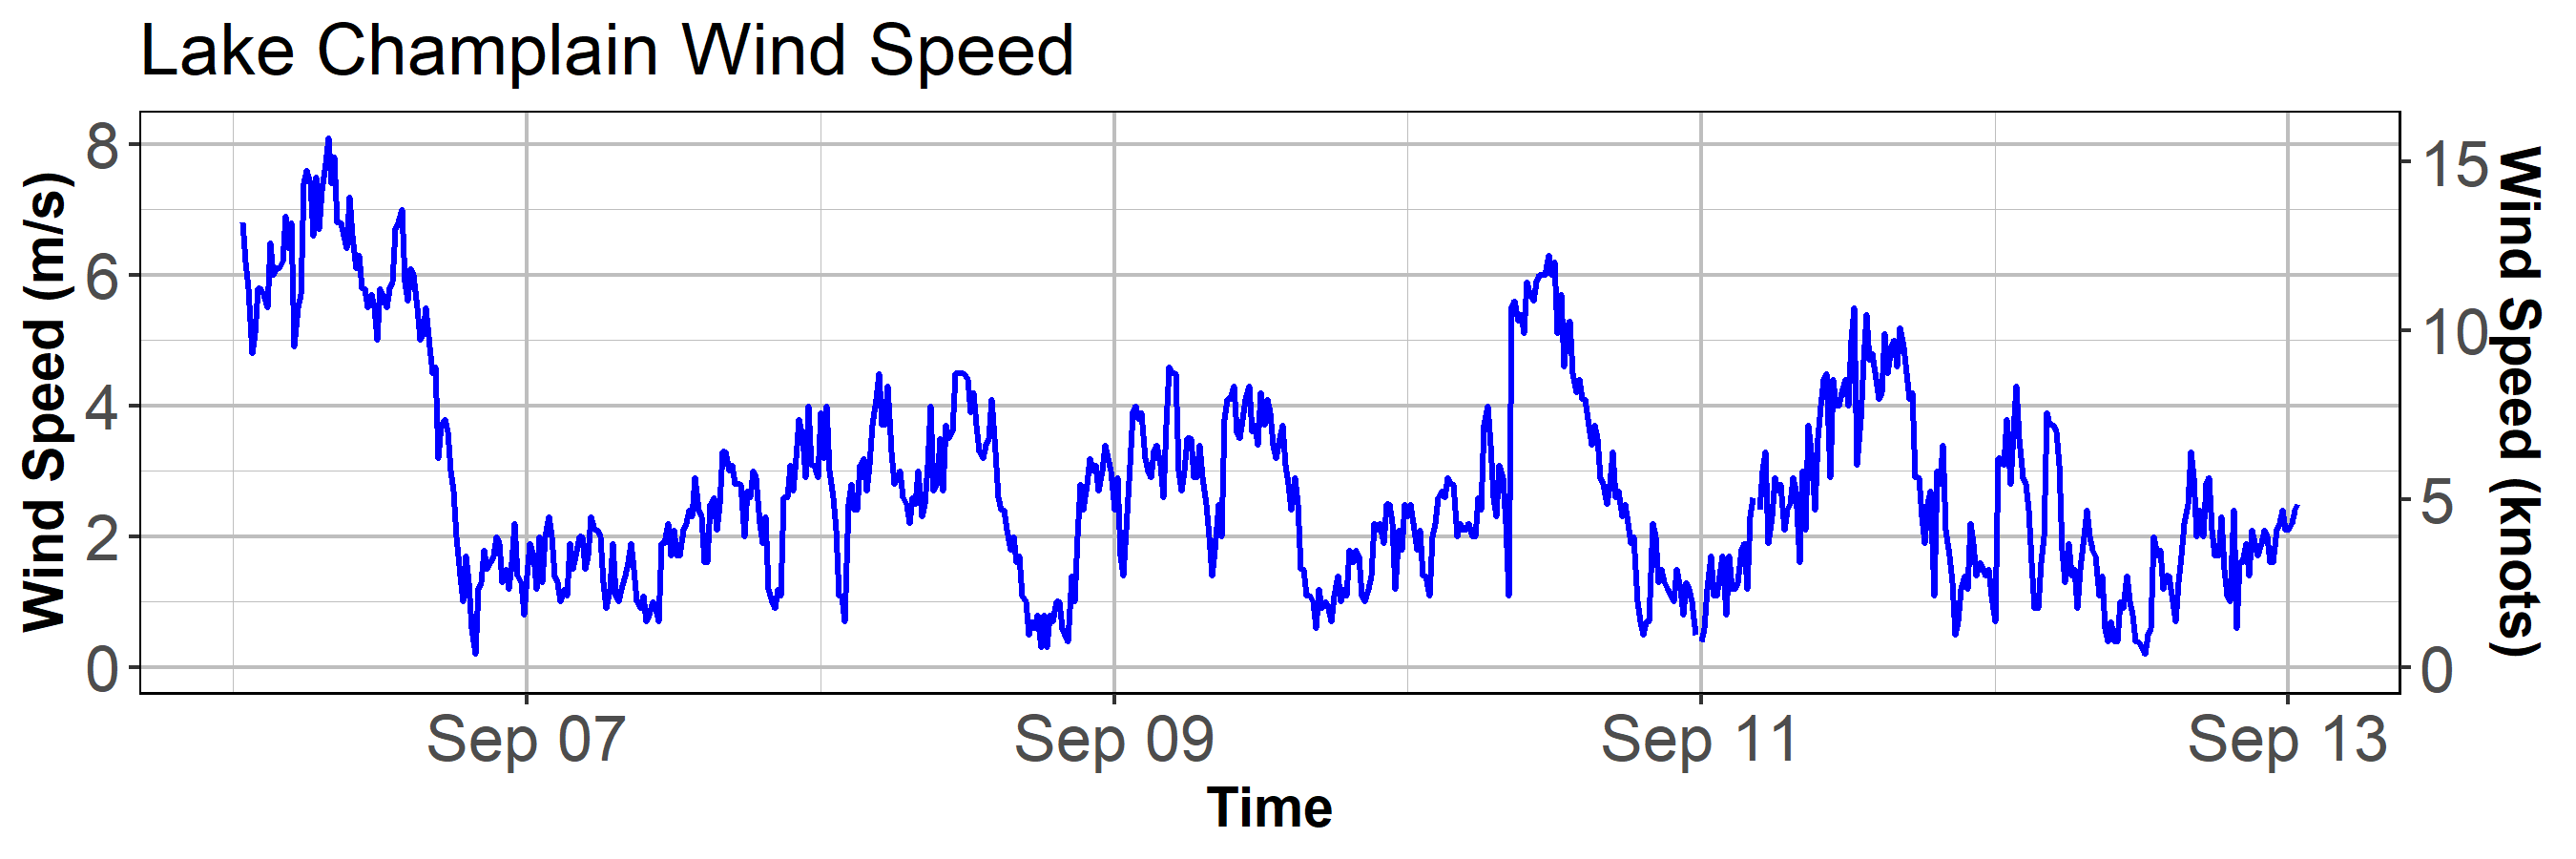 Lake Champlain Wind Speed
Wind Speed (m/s)
8
6
4
2
0
15
10
5
0
Wind Speed (knots)
Sep 07
Sep 09
Sep 11
Sep 13
Time